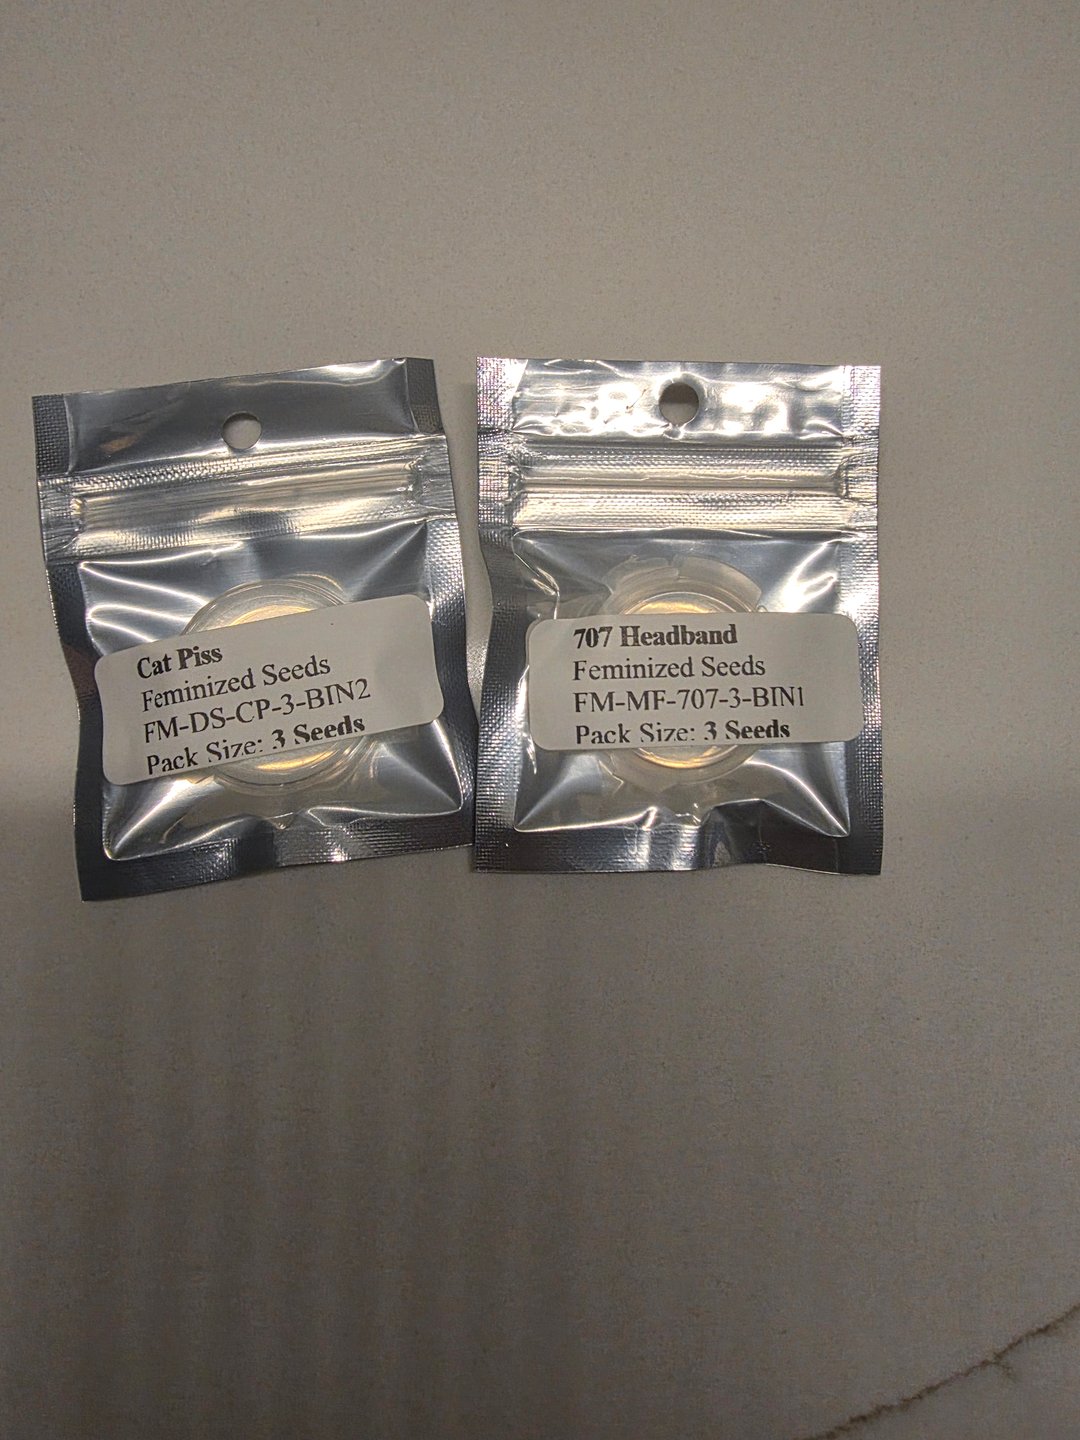 Cat Piss
Feminized Seeds
FM-DS-CP-3-BIN2
Pack Size: 3 Seeds
707 Headband
Feminized Seeds
FM-MF-707-3-BIN1
Pack Size: 3 Seeds